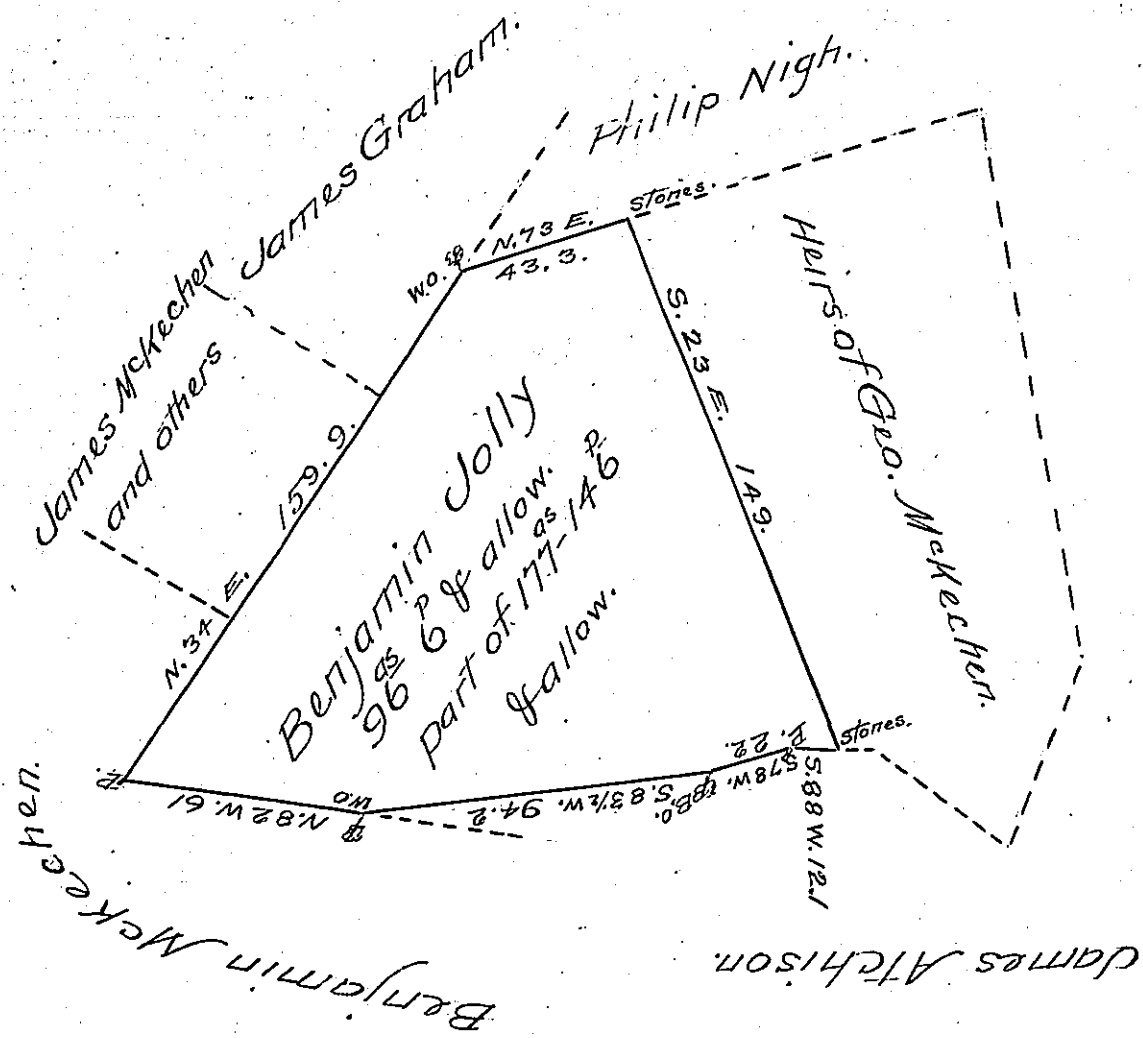 James Graham.
Philip Nigh.
James McKechen
and others
W.O.
N. 73 E.
43. 3.
Stones.
Heirs of Geo. McKechen.
S. 23 E. 149.
N. 34 E. 159. 9.
Benjamin Jolly
96 as 6 p & allow.
part of 177 as - 146 p
& allow.
Stones.
P.
N. 82 W. 61
W.O
S. 83½ W. 94.2
B.O.
S 78 W. 22.
P.
S. 88 W. 12.1
Benjamin McKechen.
James Atchison.